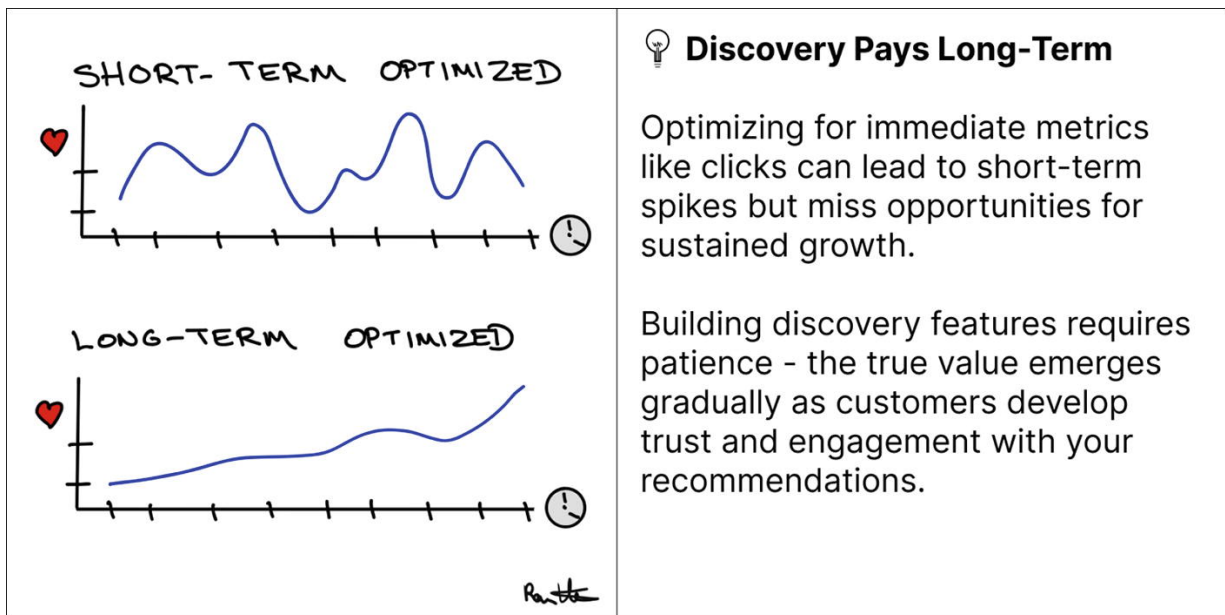 SHORT-TERM OPTIMIZED
LONG-TERM OPTIMIZED
Discovery Pays Long-Term
Optimizing for immediate metrics
like clicks can lead to short-term
spikes but miss opportunities for
sustained growth.
Building discovery features requires
patience - the true value emerges
gradually as customers develop
trust and engagement with your
recommendations.